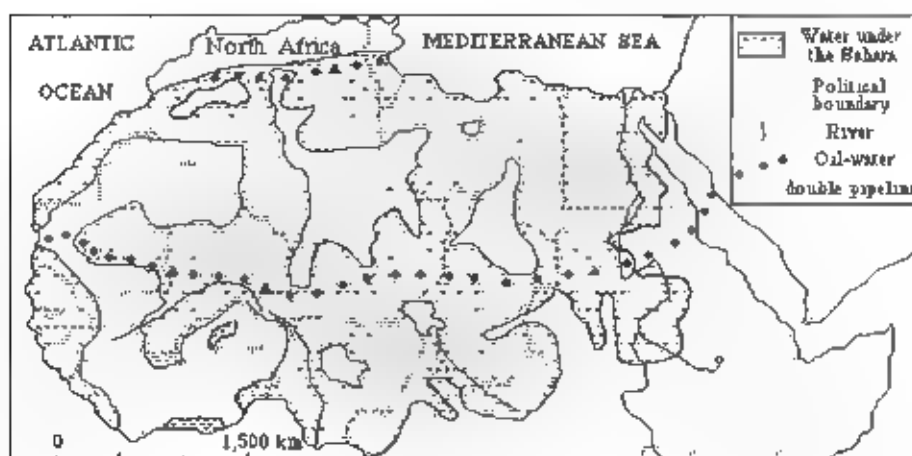 ATLANTIC
OCEAN
North Africa
MEDITERRANEAN SEA
Water under
the Sahara
Political
boundary
River
Oil-water
double pipeline
0
1,500 km